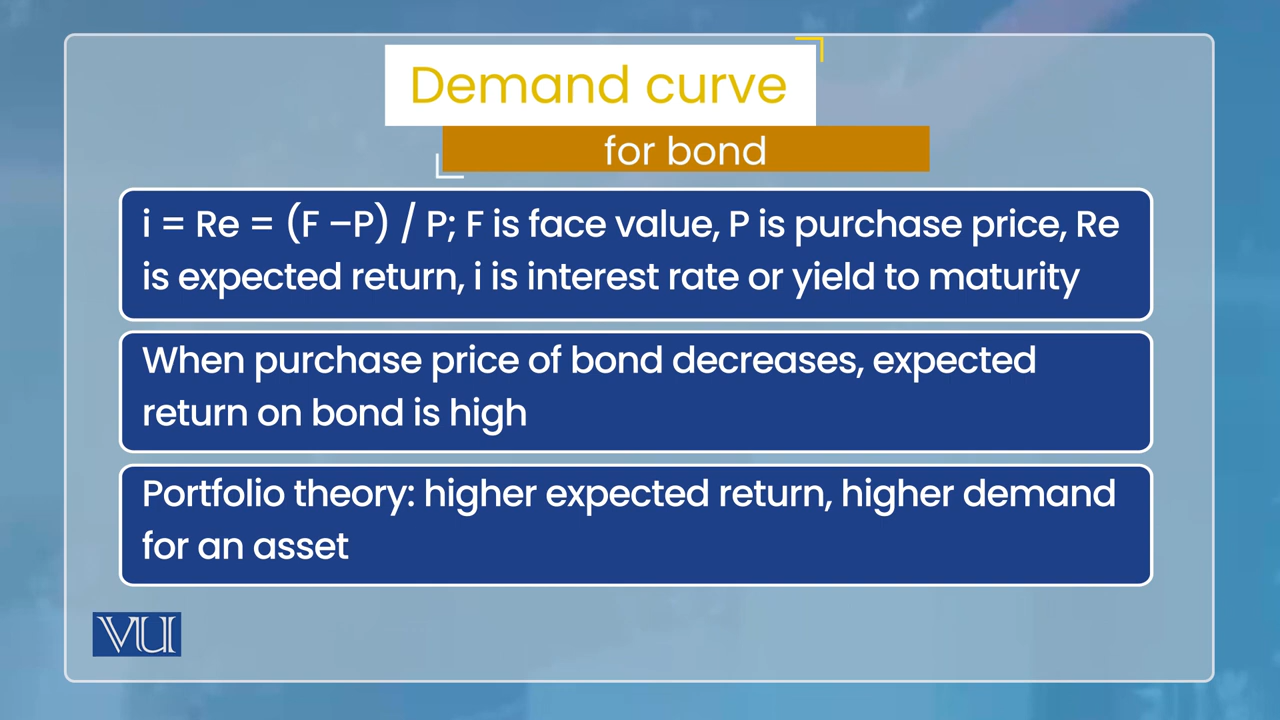 Demand curve
for bond
i = Re = (F –P) / P; F is face value, P is purchase price, Re
is expected return, i is interest rate or yield to maturity
When purchase price of bond decreases, expected
return on bond is high
Portfolio theory: higher expected return, higher demand
for an asset
VU